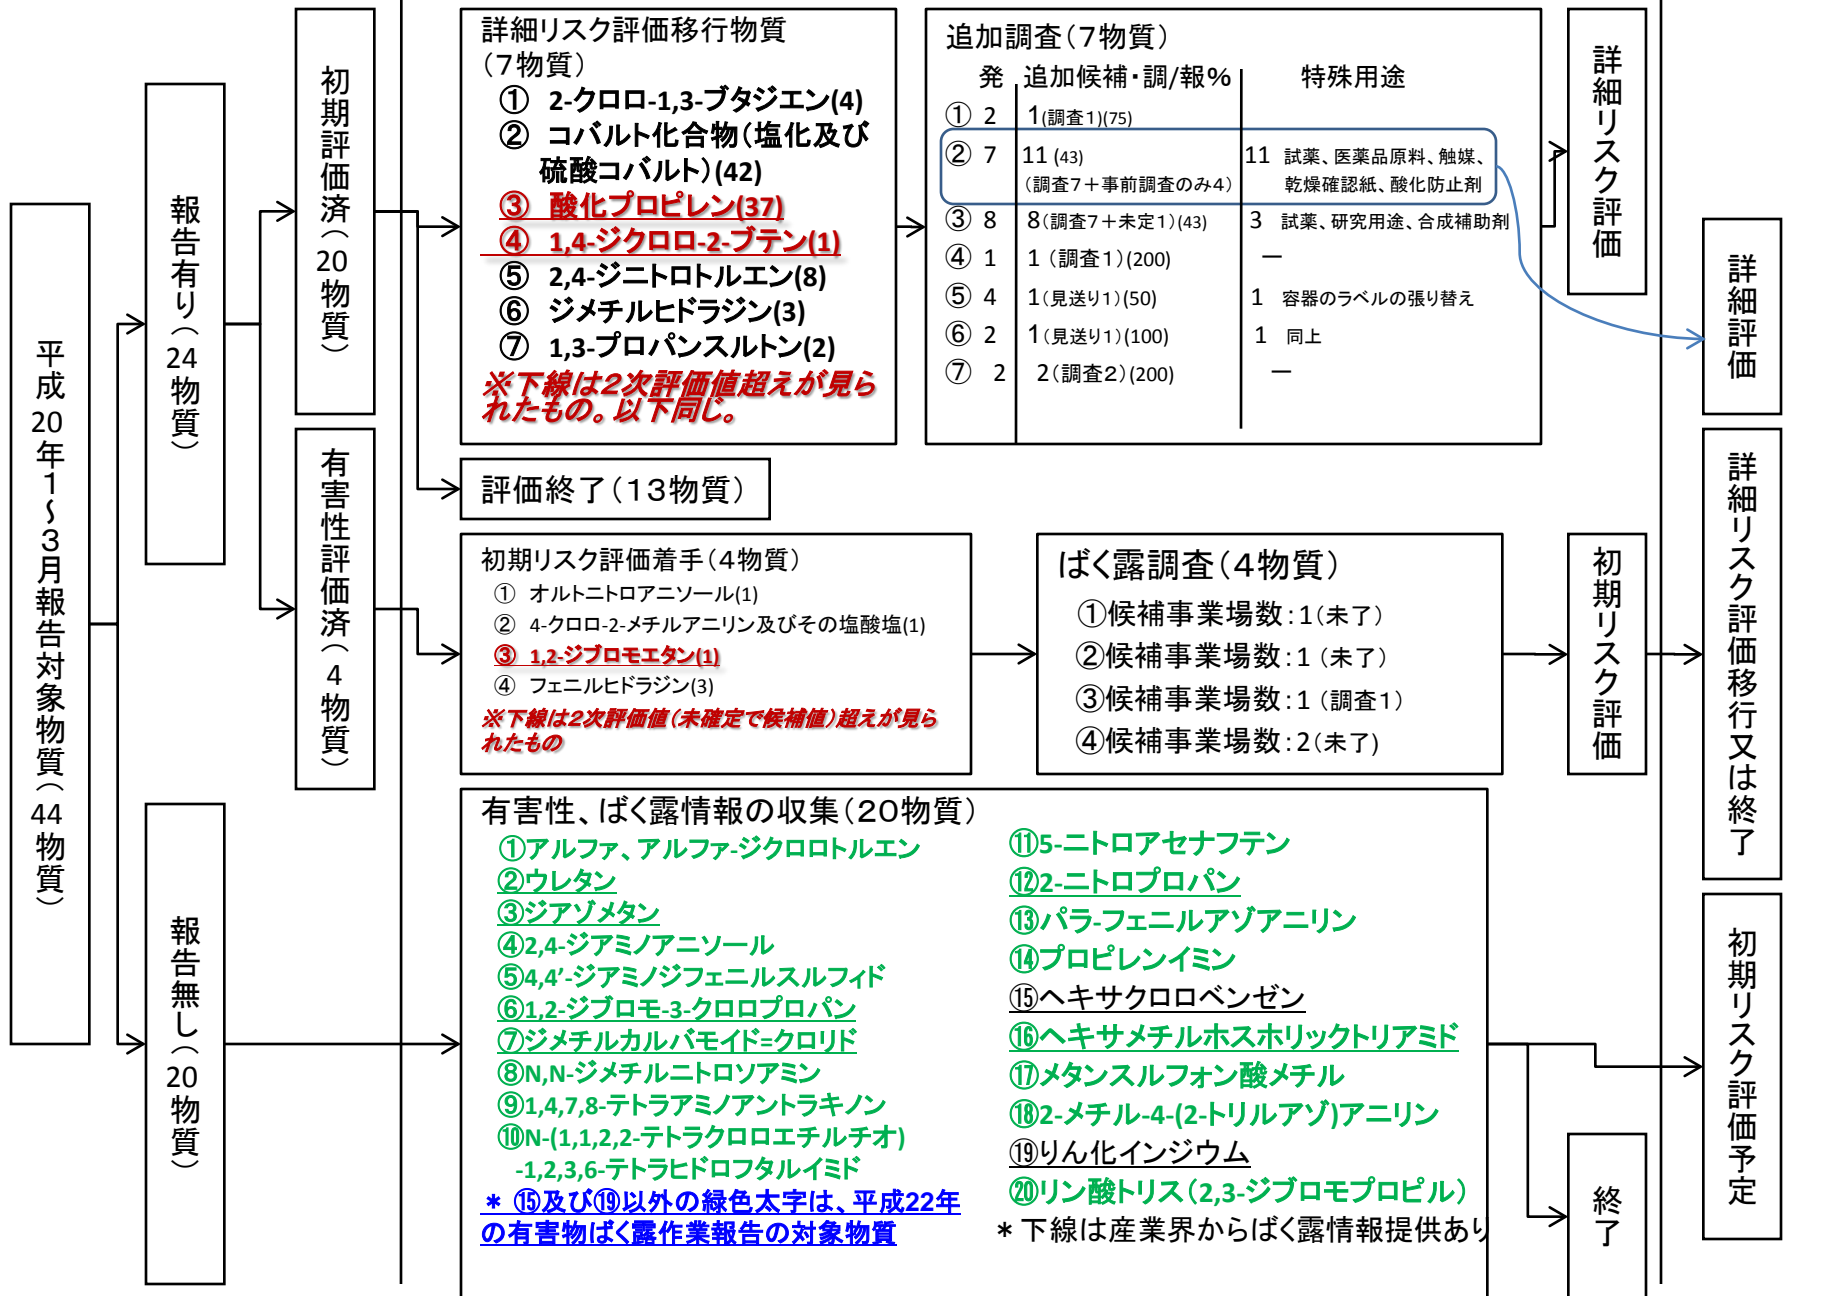 平成20年1～3月報告対象物質（44物質）
報告有り（24物質）
報告無し（20物質）
初期評価済（20物質）
有害性評価済（4物質）
詳細リスク評価移行物質
（7物質）
① 2-クロロ-1,3-ブタジエン(4)
② コバルト化合物（塩化及び
硫酸コバルト）(42)
③ 酸化プロピレン(37)
④ 1,4-ジクロロ-2-ブテン(1)
⑤ 2,4-ジニトロトルエン(8)
⑥ ジメチルヒドラジン(3)
⑦ 1,3-プロパンスルトン(2)
※下線は2次評価値超えが見ら
れたもの。以下同じ。
追加調査（7物質）
発 追加候補・調/報% 特殊用途
① 2 1(調査1)(75)
② 7 11 (43) 11 試薬、医薬品原料、触媒、
（調査7＋事前調査のみ4） 乾燥確認紙、酸化防止剤
③ 8 8（調査7＋未定1）(43) 3 試薬、研究用途、合成補助剤
④ 1 1（調査1）(200) ー
⑤ 4 1（見送り1）(50) 1 容器のラベルの張り替え
⑥ 2 1（見送り1）(100) 1 同上
⑦ 2 2（調査2）(200) ー
詳細リスク評価
詳細評価
評価終了（13物質）
初期リスク評価着手（4物質）
① オルトニトロアニソール(1)
② 4-クロロ-2-メチルアニリン及びその塩酸塩(1)
③ 1,2-ジブロモエタン(1)
④ フェニルヒドラジン(3)
※下線は2次評価値（未確定で候補値）超えが見ら
れたもの
ばく露調査（4物質）
①候補事業場数：1（未了）
②候補事業場数：1（未了）
③候補事業場数：1（調査1）
④候補事業場数：2（未了）
初期リスク評価
詳細リスク評価移行又は終了
有害性、ばく露情報の収集（20物質）
①アルファ、アルファ-ジクロロトルエン
②ウレタン
③ジアゾメタン
④2,4-ジアミノアニソール
⑤4,4’-ジアミノジフェニルスルフィド
⑥1,2-ジブロモ-3-クロロプロパン
⑦ジメチルカルバモイド=クロリド
⑧N,N-ジメチルニトロソアミン
⑨1,4,7,8-テトラアミノアントラキノン
⑩N-(1,1,2,2-テトラクロロエチルチオ)
-1,2,3,6-テトラヒドロフタルイミド
＊ ⑮及び⑲以外の緑色太字は、平成22年
の有害物ばく露作業報告の対象物質
⑪5-ニトロアセナフテン
⑫2-ニトロプロパン
⑬パラ-フェニルアゾアニリン
⑭プロピレンイミン
⑮ヘキサクロロベンゼン
⑯ヘキサメチルホスホリックトリアミド
⑰メタンスルフォン酸メチル
⑱2-メチル-4-(2-トリルアゾ)アニリン
⑲りん化インジウム
⑳リン酸トリス（2,3-ジブロモプロピル）
＊下線は産業界からばく露情報提供あり
終了
初期リスク評価予定